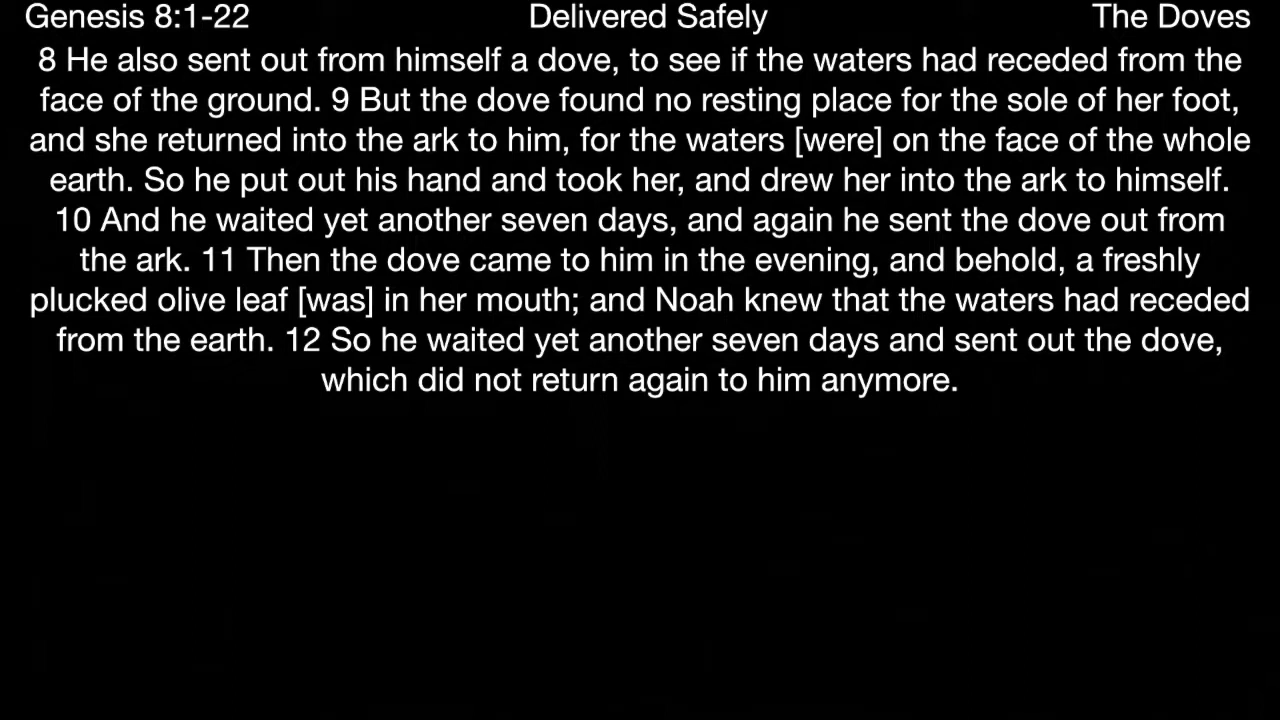 Genesis 8:1-22 Delivered Safely The Doves
8 He also sent out from himself a dove, to see if the waters had receded from the
face of the ground. 9 But the dove found no resting place for the sole of her foot,
and she returned into the ark to him, for the waters [were] on the face of the whole
earth. So he put out his hand and took her, and drew her into the ark to himself.
10 And he waited yet another seven days, and again he sent the dove out from
the ark. 11 Then the dove came to him in the evening, and behold, a freshly
plucked olive leaf [was] in her mouth; and Noah knew that the waters had receded
from the earth. 12 So he waited yet another seven days and sent out the dove,
which did not return again to him anymore.